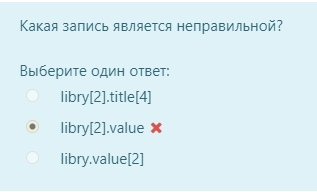 Какая запись является неправильной?
Выберите один ответ:
libry[2].title[4]
libry[2].value
libry.value[2]